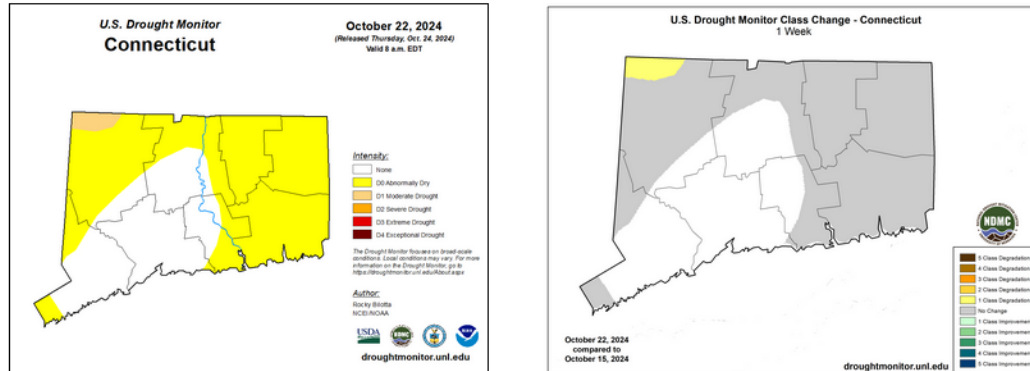 U.S. Drought Monitor
Connecticut
October 22, 2024
(Released Thursday, Oct. 24, 2024)
Valid 8 a.m. EDT
Intensity:
None
D0 Abnormally Dry
D1 Moderate Drought
D2 Severe Drought
D3 Extreme Drought
D4 Exceptional Drought
The Drought Monitor focuses on broad-scale
conditions. Local conditions may vary. For more
information on the Drought Monitor, go to
https://droughtmonitor.unl.edu/About.aspx
Author:
Rocky Bilotta
NCEI/NOAA
USDA
NDMC
droughtmonitor.unl.edu
U.S. Drought Monitor Class Change - Connecticut
1 Week
NDMC
5 Class Degradation
4 Class Degradation
3 Class Degradation
2 Class Degradation
1 Class Degradation
No Change
1 Class Improvement
2 Class Improvement
3 Class Improvement
4 Class Improvement
5 Class Improvement
October 22, 2024
compared to
October 15, 2024
droughtmonitor.unl.edu